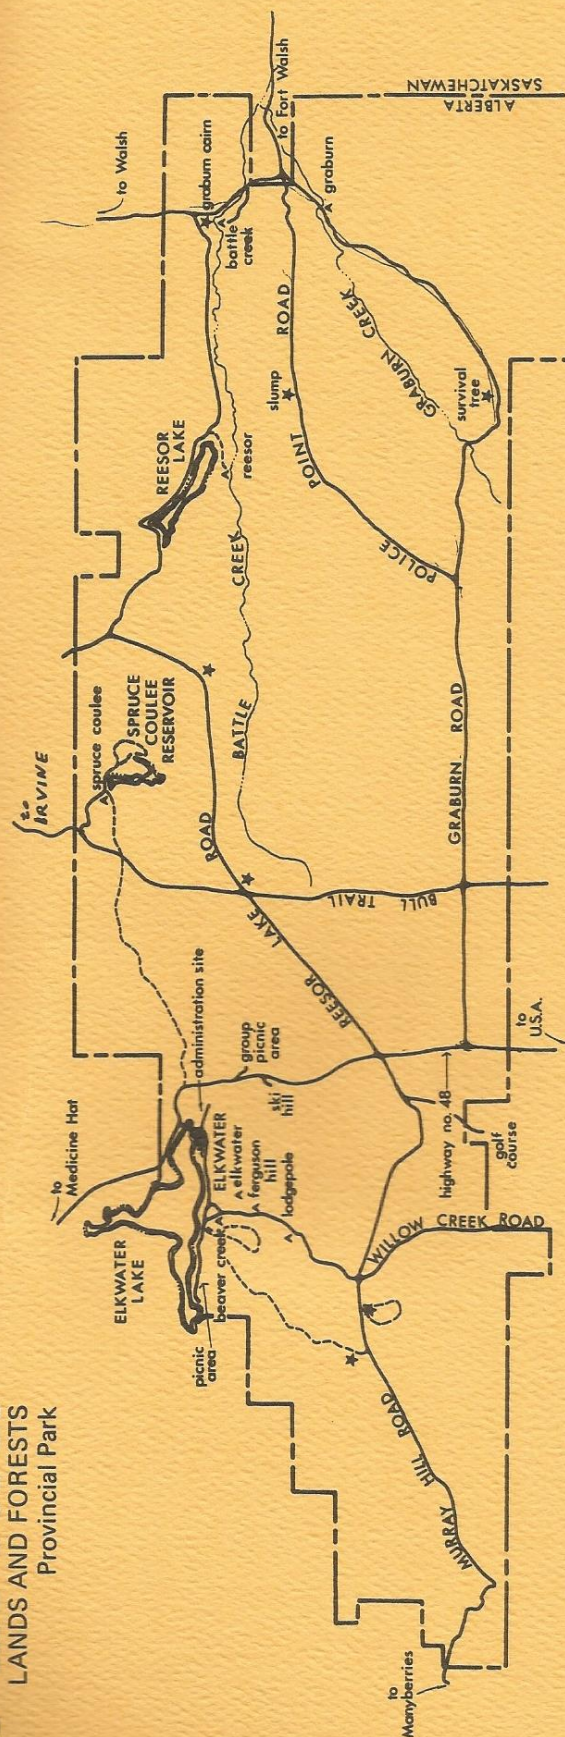 LANDS AND FORESTS
Provincial Park
to
Medicine Hat
ELKWATER
LAKE
picnic
area
beaver creek
ELKWATER
elkwater
ferguson
hill
lodgepole
administration site
group
picnic
area
ski
hill
to
IRVINE
spruce coulee
SPRUCE
COULEE
RESERVOIR
REESOR
LAKE
reesor
to Walsh
graburn cairn
battle
creek
to Fort Walsh
graburn
ALBERTA
SASKATCHEWAN
BATTLE CREEK
slump
POLICE POINT ROAD
GRABURN CREEK
survival
tree
GRABURN ROAD
BULL TRAIL
REESOR LAKE ROAD
highway no. 48
to
U.S.A.
golf
course
WILLOW CREEK ROAD
MURRAY HILL ROAD
to
Manyberries